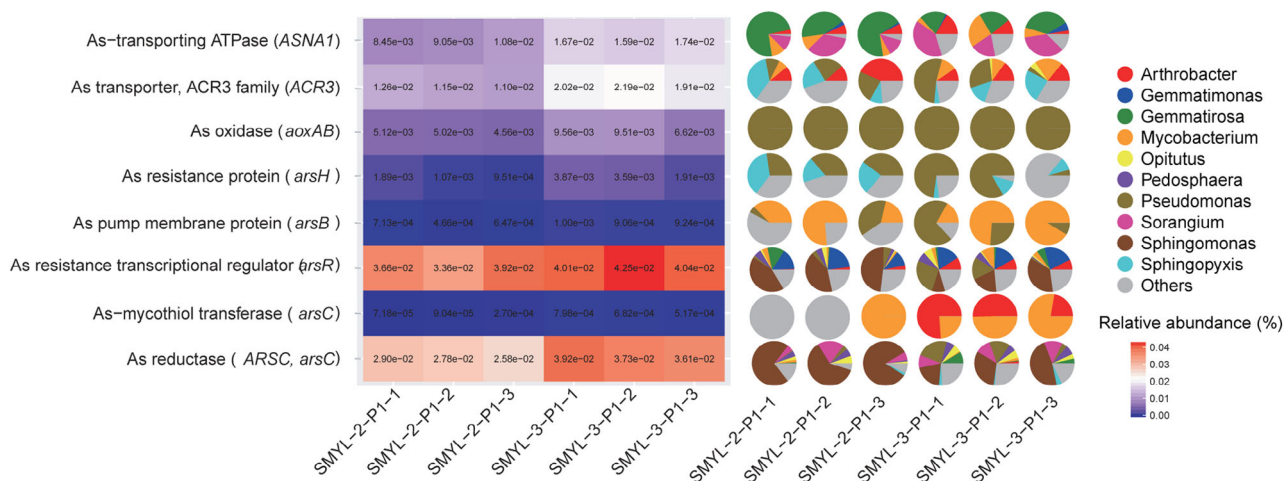 As-transporting ATPase (ASNA1) 8.45e-03 9.05e-03 1.08e-02 1.67e-02 1.59e-02 1.74e-02
As transporter, ACR3 family (ACR3) 1.26e-02 1.15e-02 1.10e-02 2.02e-02 2.19e-02 1.91e-02
As oxidase (aoxAB) 5.12e-03 5.02e-03 4.56e-03 9.56e-03 9.51e-03 6.62e-03
As resistance protein ( arsH ) 1.89e-03 1.07e-03 9.51e-04 3.87e-03 3.59e-03 1.91e-03
As pump membrane protein ( arsB ) 7.13e-04 4.66e-04 6.47e-04 1.00e-03 9.06e-04 9.24e-04
As resistance transcriptional regulator (arsR) 3.66e-02 3.36e-02 3.92e-02 4.01e-02 4.25e-02 4.04e-02
As-mycothiol transferase ( arsC) 7.18e-05 9.04e-05 2.70e-04 7.98e-04 6.82e-04 5.17e-04
As reductase ( ARSC, arsC) 2.90e-02 2.78e-02 2.58e-02 3.92e-02 3.73e-02 3.61e-02
SMYL-2-P1-1 SMYL-2-P1-2 SMYL-2-P1-3 SMYL-3-P1-1 SMYL-3-P1-2 SMYL-3-P1-3
SMYL-2-P1-1 SMYL-2-P1-2 SMYL-2-P1-3 SMYL-3-P1-1 SMYL-3-P1-2 SMYL-3-P1-3
Arthrobacter
Gemmatimonas
Gemmatirosa
Mycobacterium
Opitutus
Pedosphaera
Pseudomonas
Sorangium
Sphingomonas
Sphingopyxis
Others
Relative abundance (%)
0.04
0.03
0.02
0.01
0.00